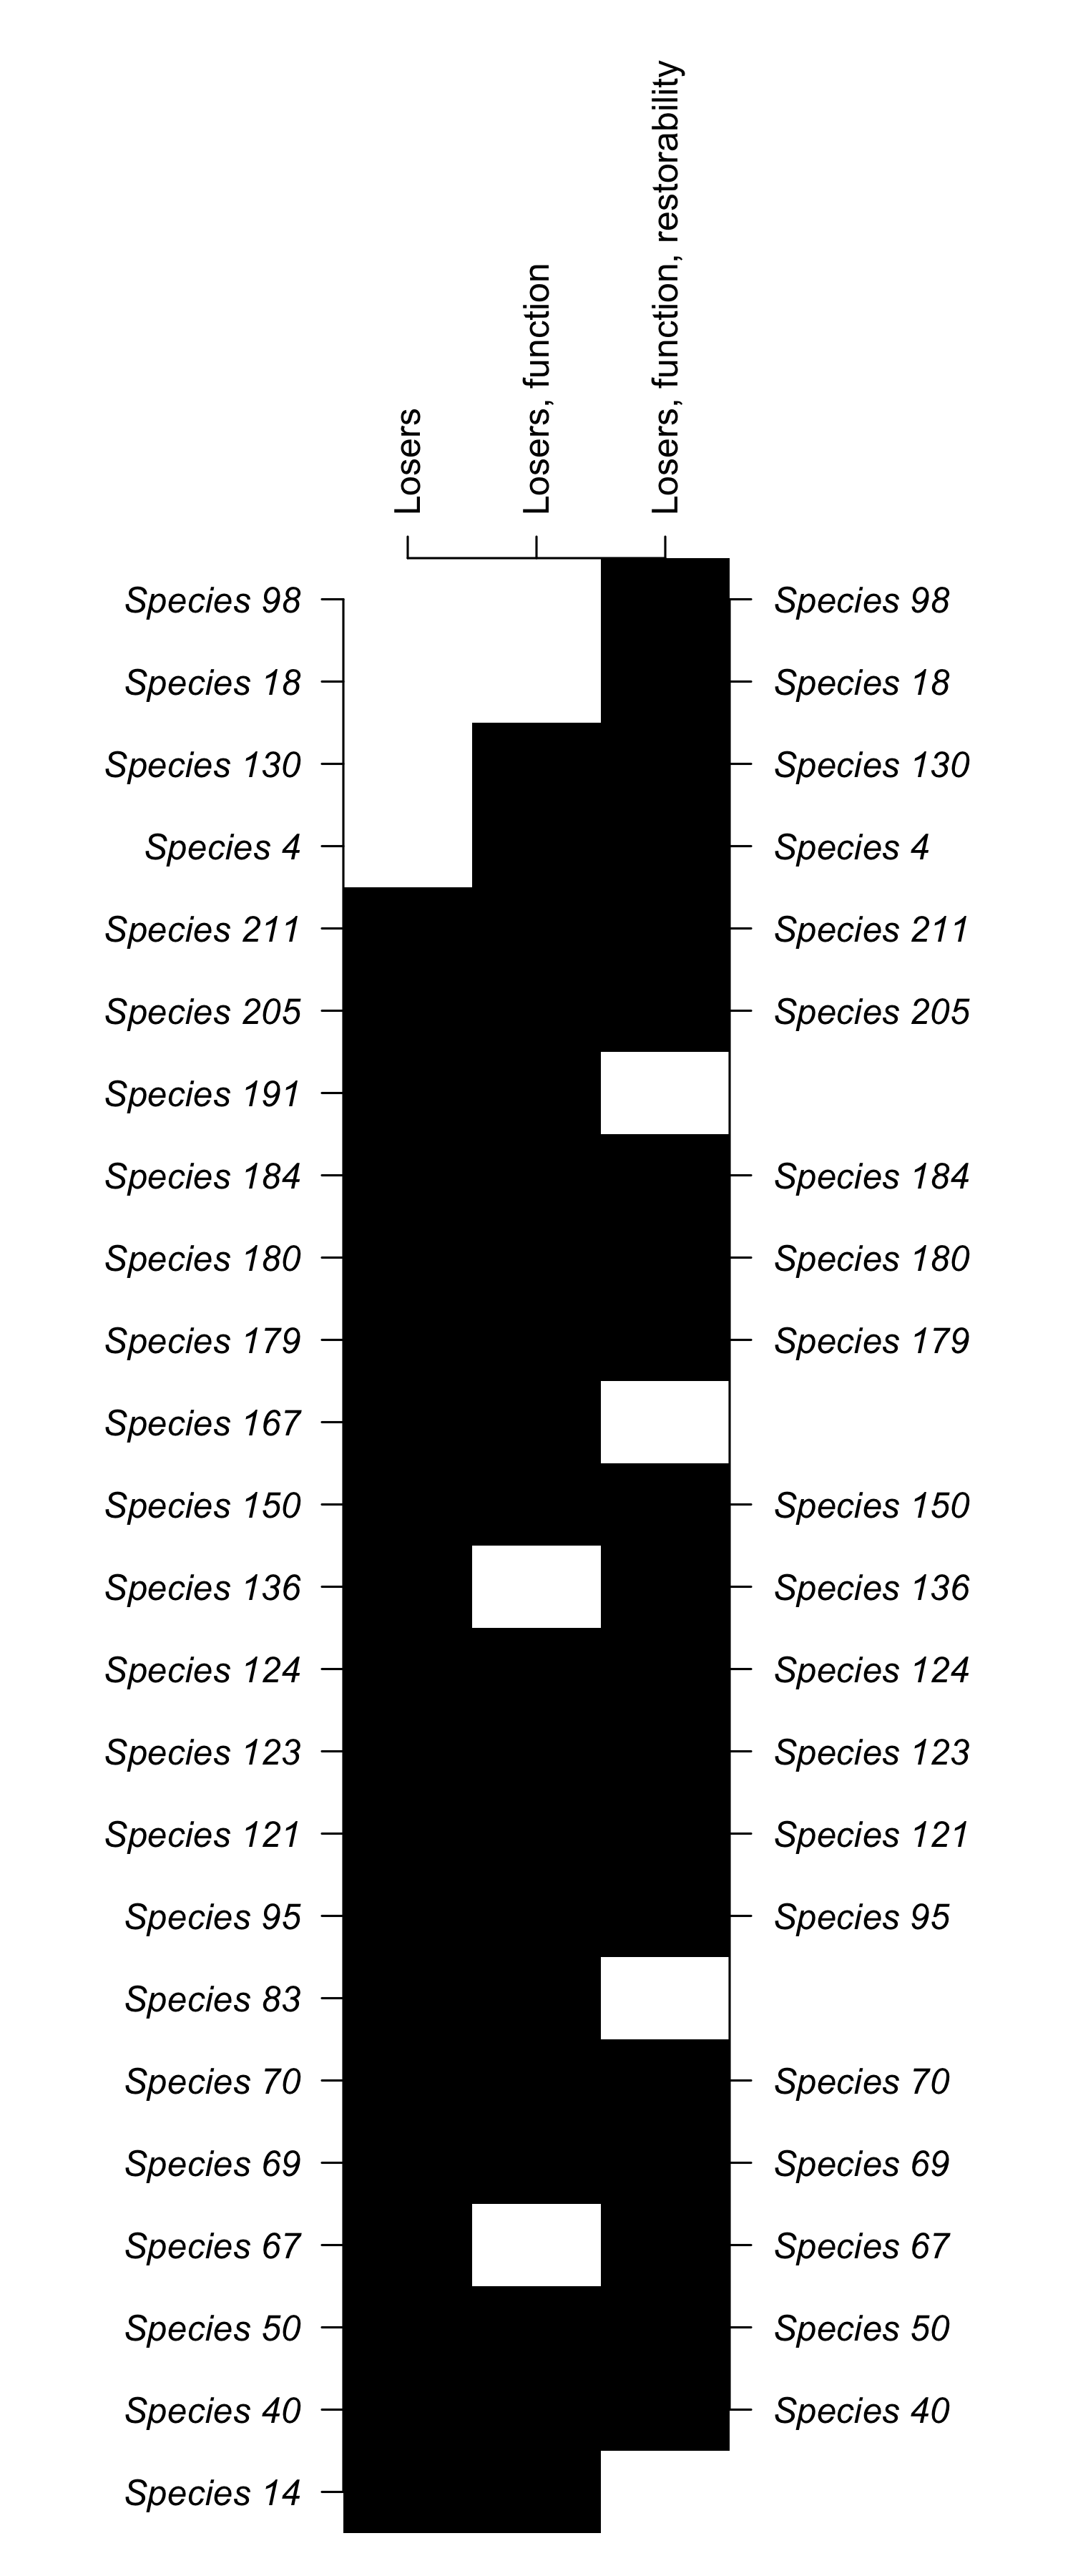 Losers
Losers, function
Losers, function, restorability
Species 98 Species 98
Species 18 Species 18
Species 130 Species 130
Species 4 Species 4
Species 211 Species 211
Species 205 Species 205
Species 191
Species 184 Species 184
Species 180 Species 180
Species 179 Species 179
Species 167
Species 150 Species 150
Species 136 Species 136
Species 124 Species 124
Species 123 Species 123
Species 121 Species 121
Species 95 Species 95
Species 83
Species 70 Species 70
Species 69 Species 69
Species 67 Species 67
Species 50 Species 50
Species 40 Species 40
Species 14